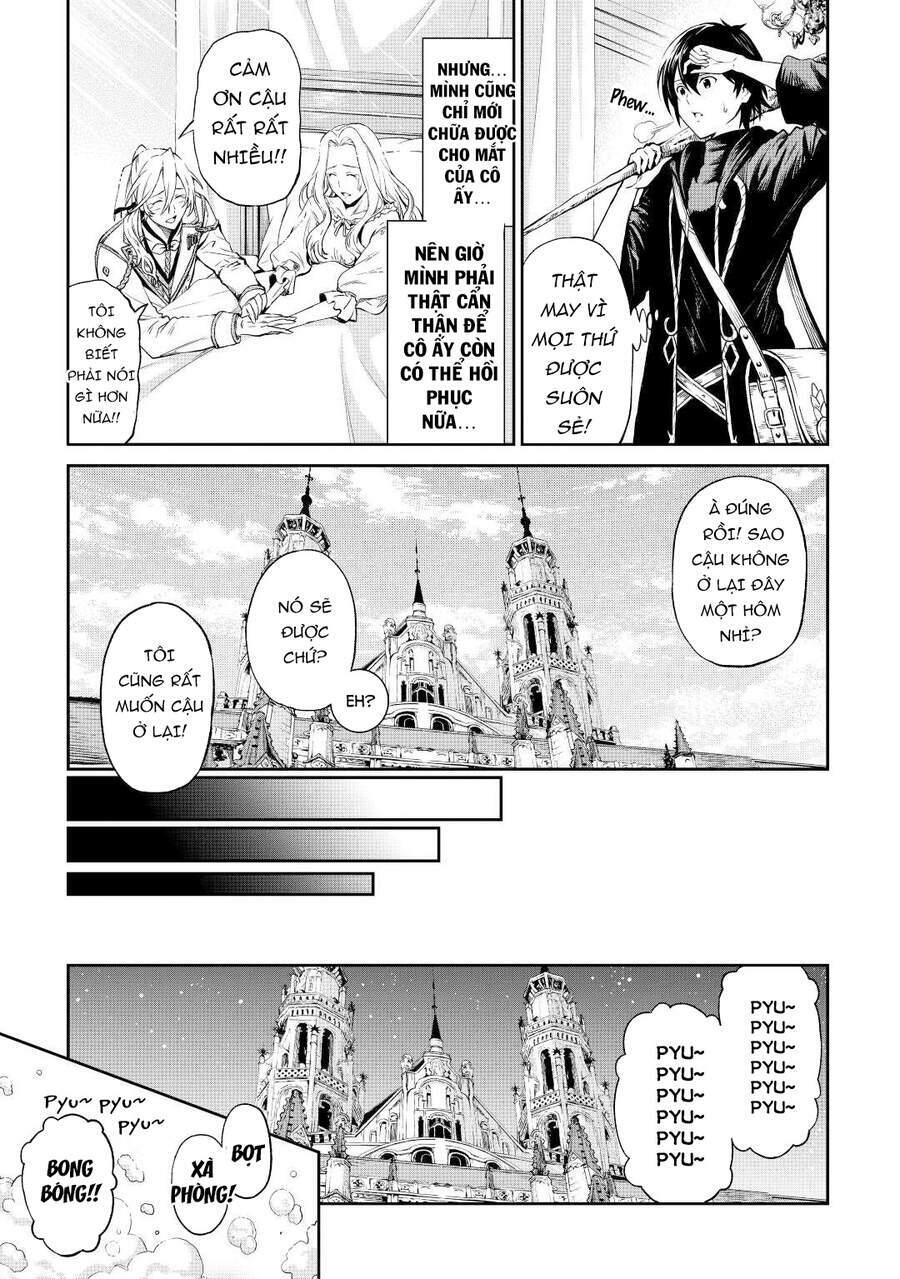 Phew...
THẬT
MAY VÌ
MỌI THỨ
ĐƯỢC
SUÔN
SẺ!
NHƯNG...
MÌNH CŨNG
CHỈ MỚI
CHỮA ĐƯỢC
CHO MẮT
CỦA CÔ
ẤY...
NÊN GIỜ
MÌNH PHẢI
THẬT CẨN
THẬN ĐỂ
CÔ ẤY CÒN
CÓ THỂ HỒI
PHỤC
NỮA...
CẢM
ƠN CẬU
RẤT RẤT
NHIỀU!!
TÔI
KHÔNG
BIẾT
PHẢI NÓI
GÌ HƠN
NỮA!!
À ĐÚNG
RỒI! SAO
CẬU KHÔNG
Ở LẠI ĐÂY
MỘT HÔM
NHỈ?
EH?
NÓ SẼ
ĐƯỢC
CHỨ?
TÔI
CŨNG RẤT
MUỐN CẬU
Ở LẠI!
PYU~
PYU~
PYU~
PYU~
PYU~
PYU~
PYU~
PYU~
PYU~
PYU~
PYU~
PYU~
BỌT
XÀ
PHÒNG!
PYU~ PYU~
PYU~
BONG
BÓNG!!